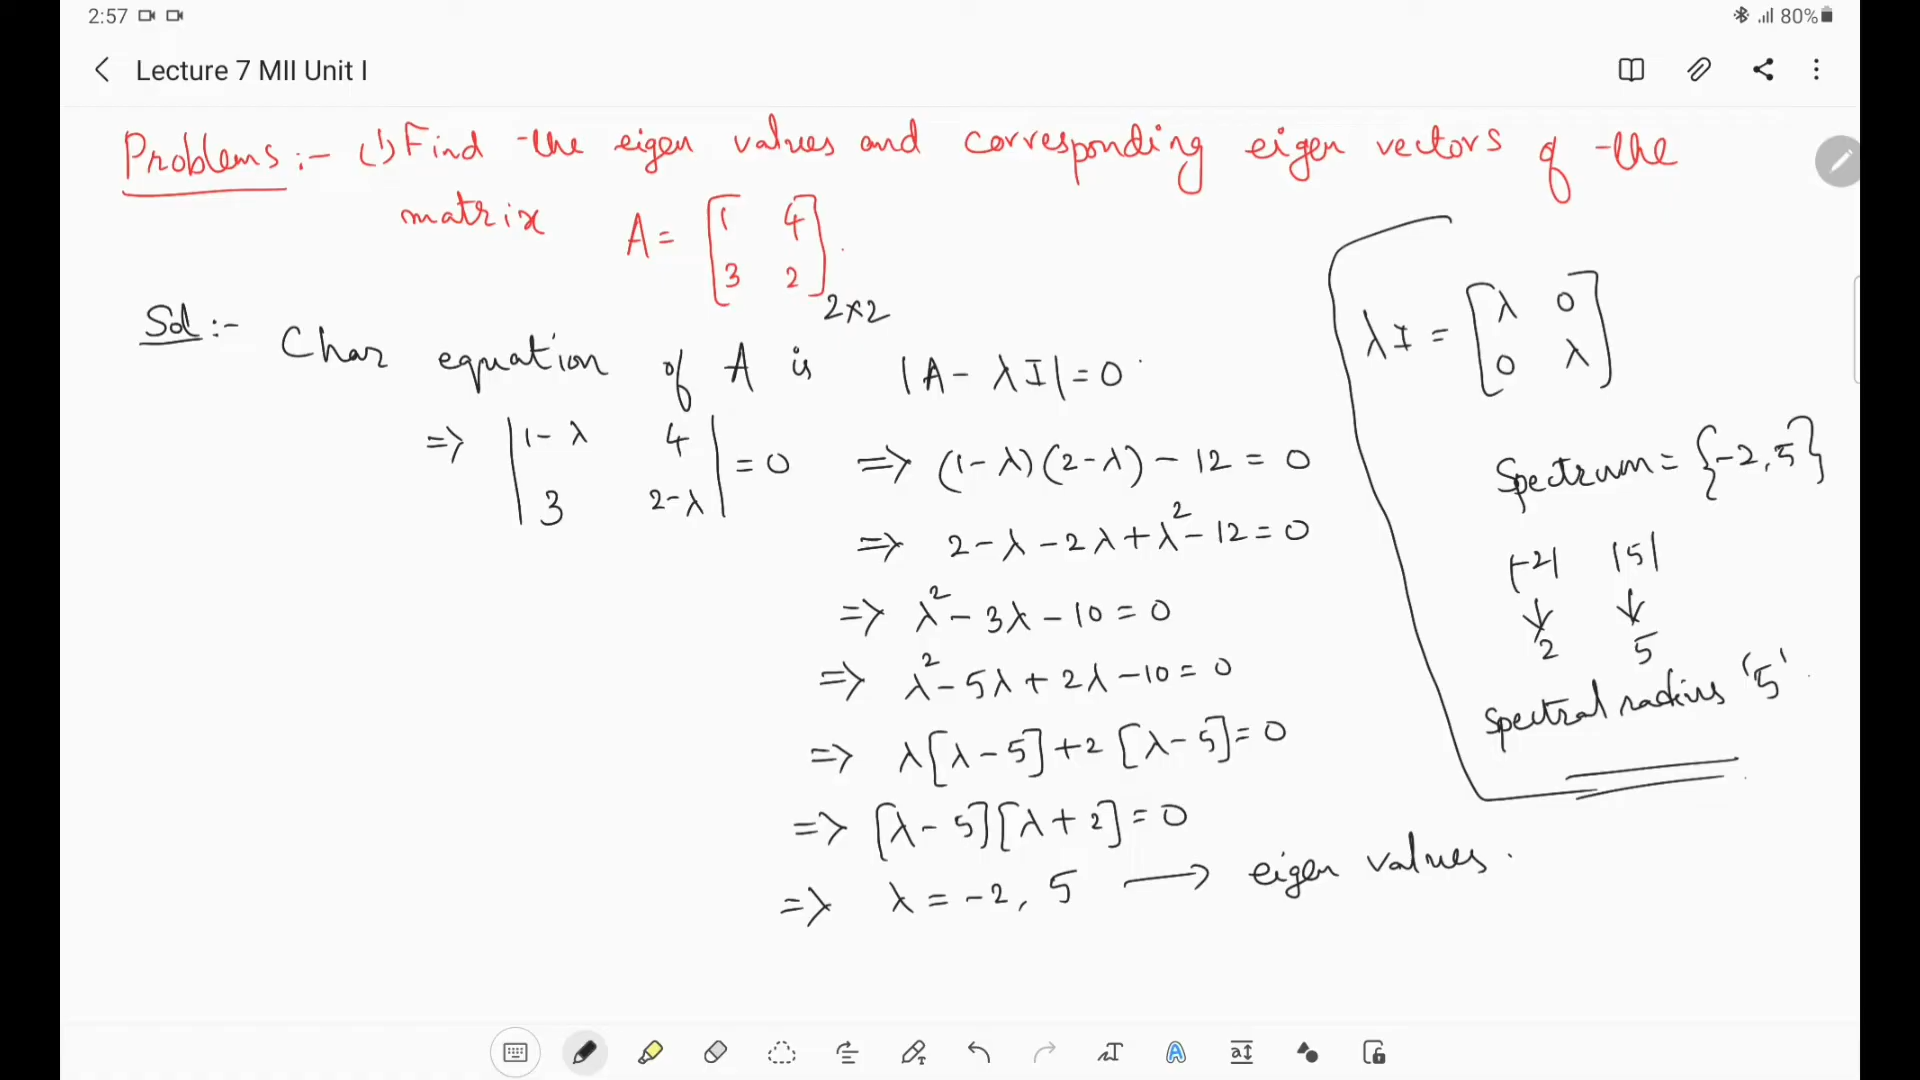 2:57
80%
Lecture 7 MII Unit I
Problems :- (1) Find the eigen values and corresponding eigen vectors of the
matrix A = [1 4
3 2] 2×2
Sol :- Char equation of A is |A - λI| = 0
=> |1-λ 4
3 2-λ| = 0 => (1-λ)(2-λ) - 12 = 0
=> 2 - λ - 2λ + λ² - 12 = 0
=> λ² - 3λ - 10 = 0
=> λ² - 5λ + 2λ - 10 = 0
=> λ[λ - 5] + 2[λ - 5] = 0
=> [λ - 5][λ + 2] = 0
=> λ = -2, 5 → eigen values.
λI = [λ 0
0 λ]
Spectrum = {-2, 5}
|-2| |5|
↓ ↓
2 5
Spectral radius '5'